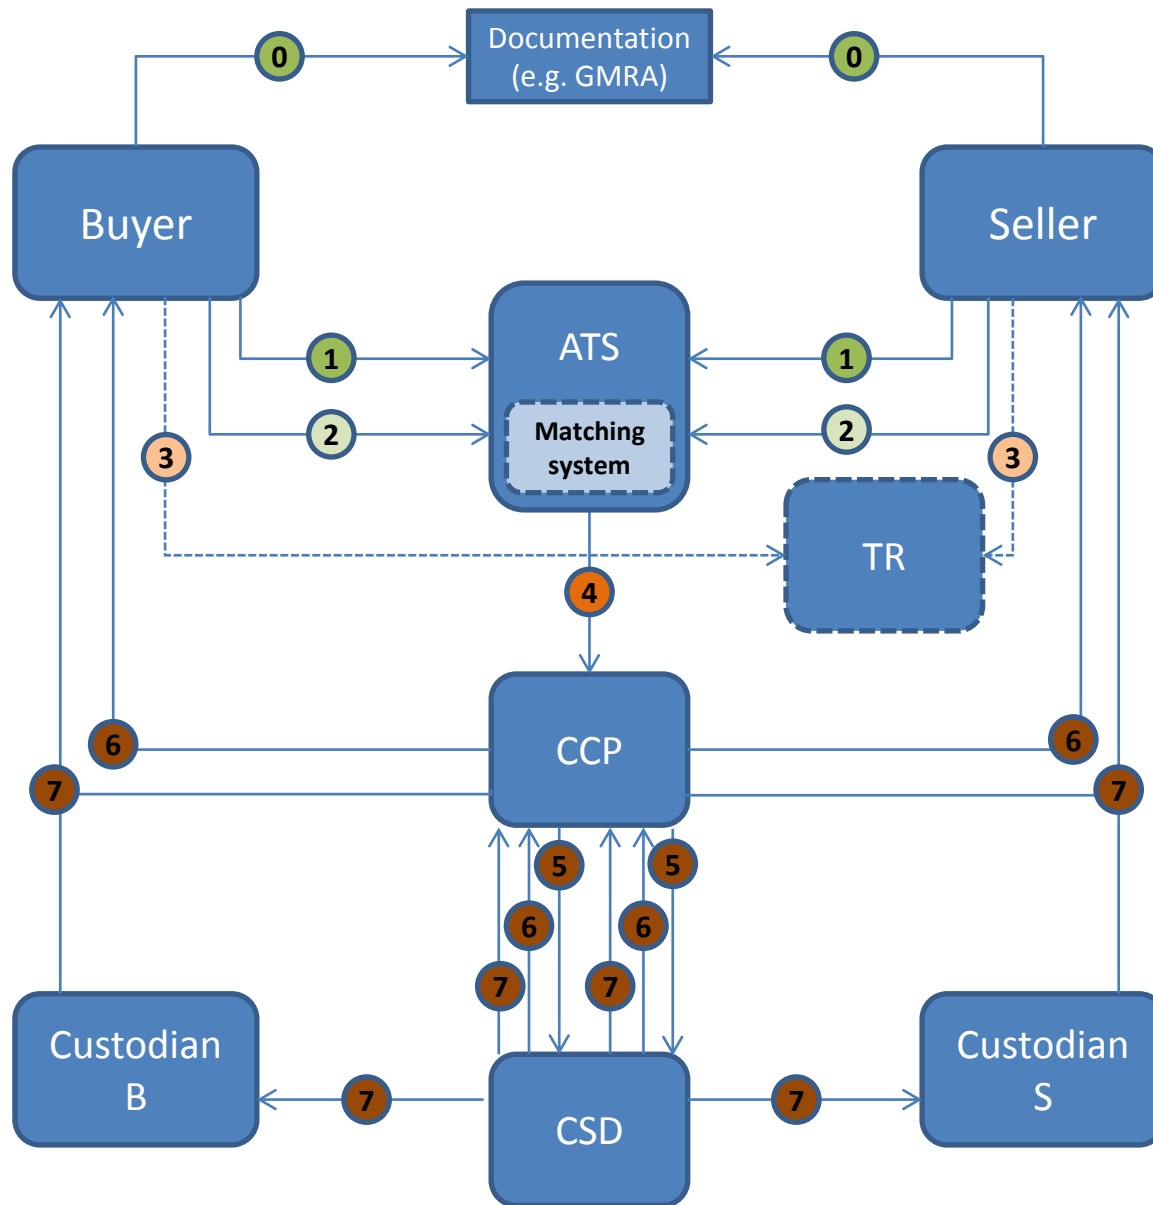 0
Documentation
(e.g. GMRA)
0
Buyer
Seller
ATS
1
1
2
Matching
system
2
3
3
TR
4
6
CCP
6
7
7
5
5
6
6
7
7
Custodian
B
Custodian
S
7
CSD
7